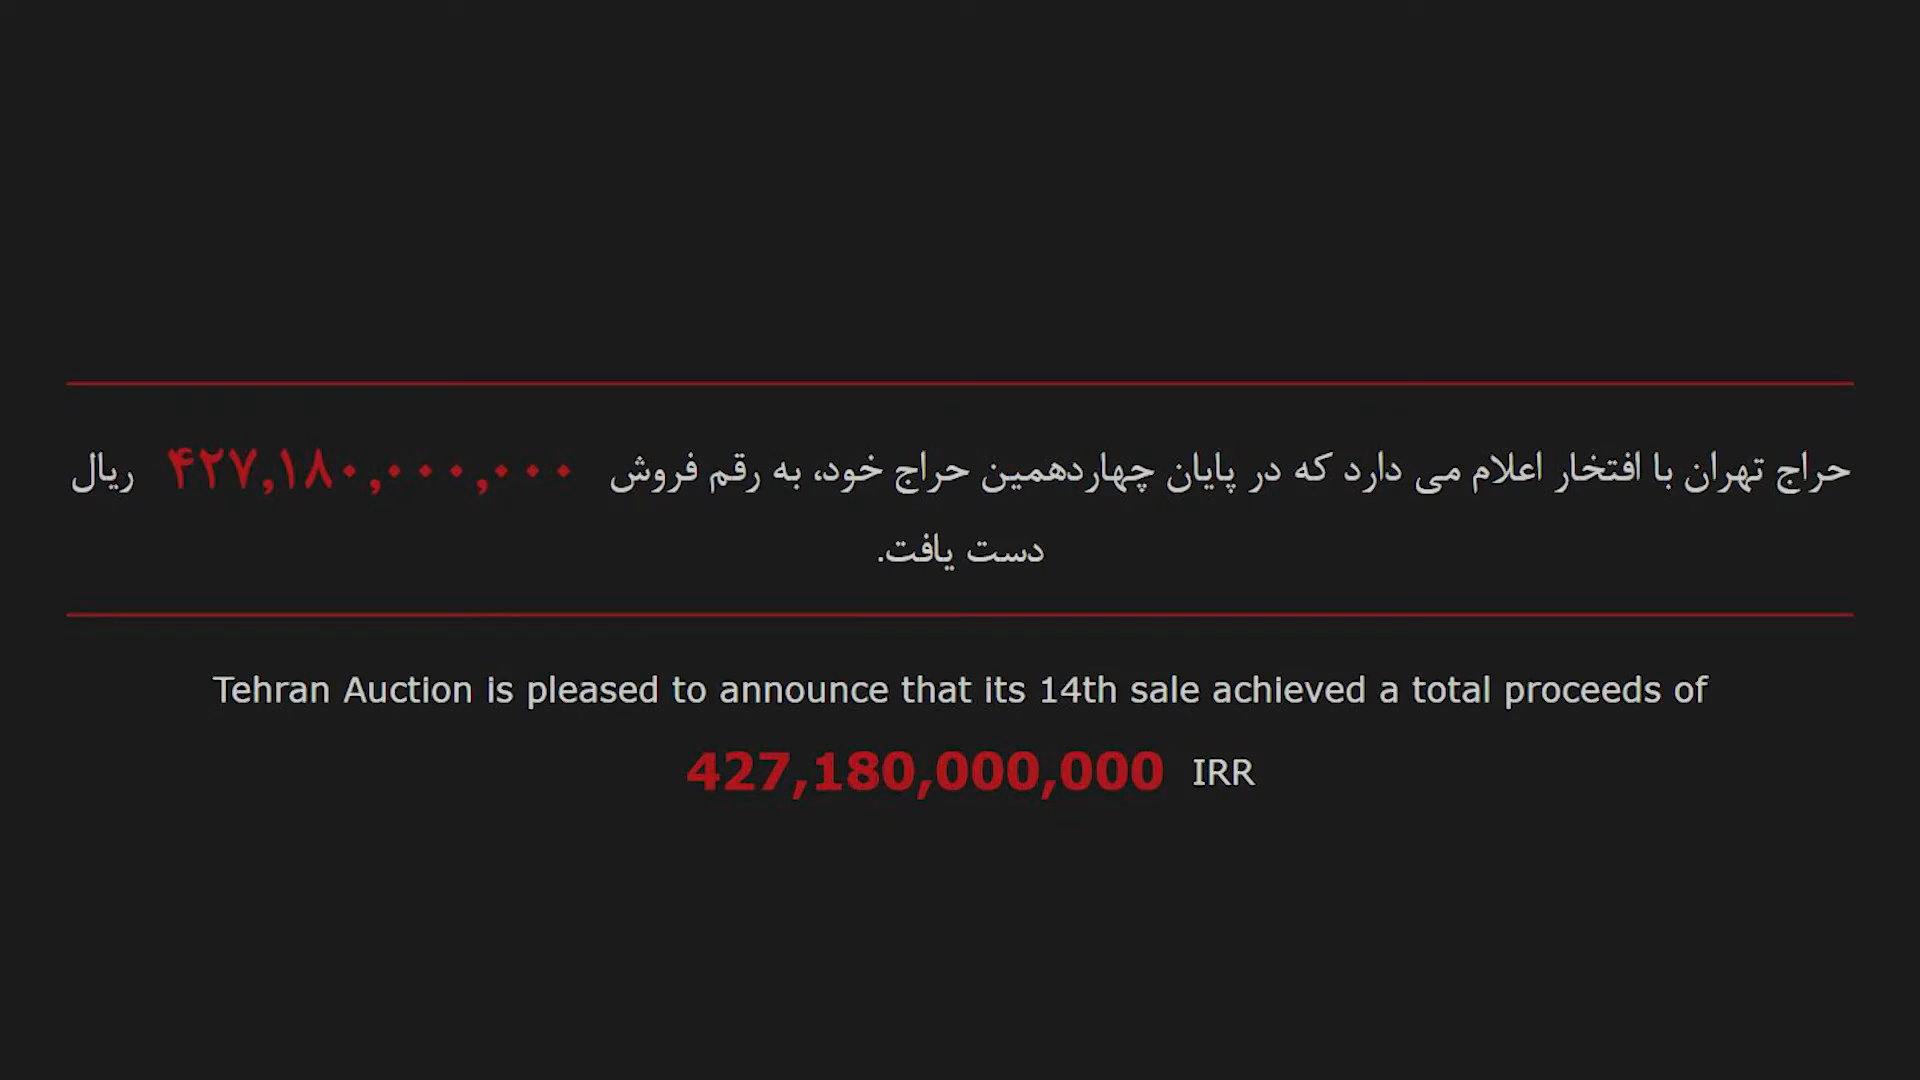 حراج تهران با افتخار اعلام می دارد که در پایان چهاردهمین حراج خود، به رقم فروش ۴۲۷,۱۸۰,۰۰۰,۰۰۰ ریال
دست یافت.
Tehran Auction is pleased to announce that its 14th sale achieved a total proceeds of
427,180,000,000 IRR